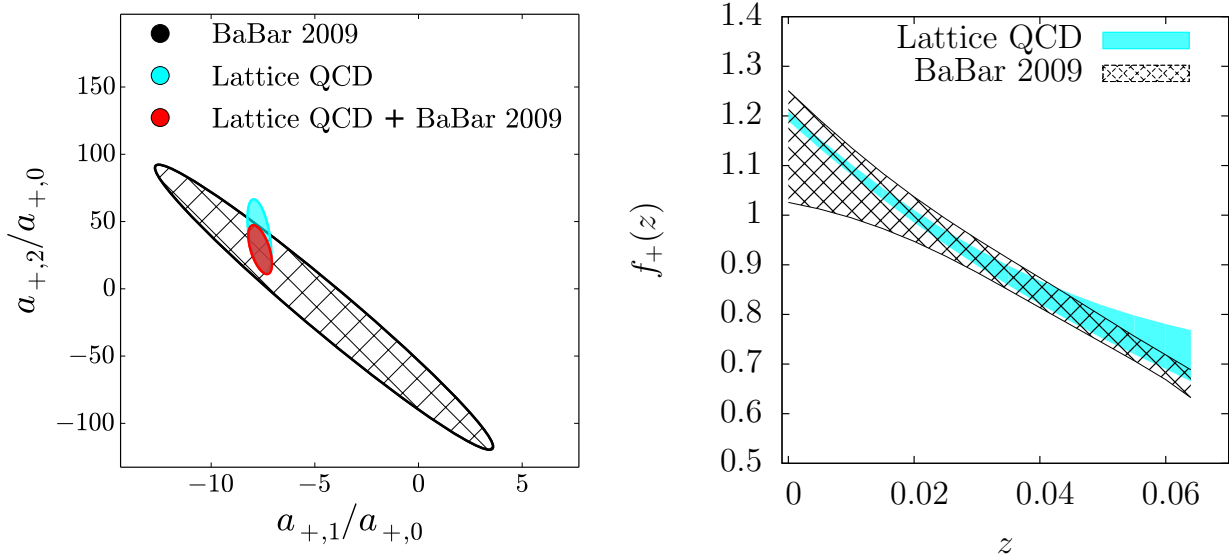 BaBar 2009
Lattice QCD
Lattice QCD + BaBar 2009
150
100
50
0
−50
−100
−10 −5 0 5
a+,1/a+,0
a+,2/a+,0
Lattice QCD
BaBar 2009
1.4
1.3
1.2
1.1
1
0.9
0.8
0.7
0.6
0.5
0 0.02 0.04 0.06
z
f+(z)